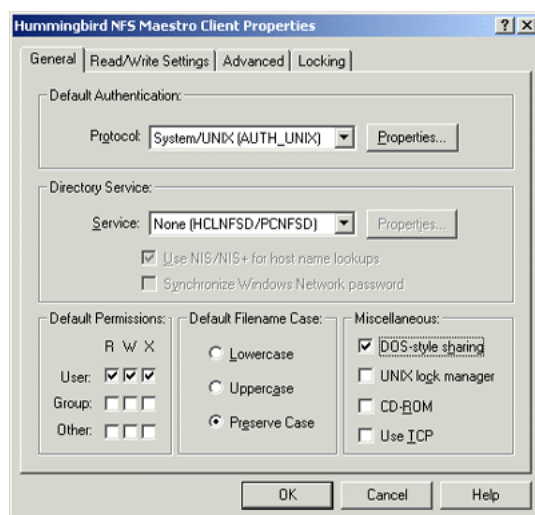 Hummingbird NFS Maestro Client Properties ? X
General Read/Write Settings Advanced Locking
Default Authentication:
Protocol: System/UNIX (AUTH_UNIX) Properties...
Directory Service:
Service: None (HCLNFSD/PCNFSD) Properties...
Use NIS/NIS+ for host name lookups
Synchronize Windows Network password
Default Permissions:
R W X
User:
Group:
Other:
Default Filename Case:
Lowercase
Uppercase
Preserve Case
Miscellaneous:
DOS-style sharing
UNIX lock manager
CD-ROM
Use TCP
OK Cancel Help